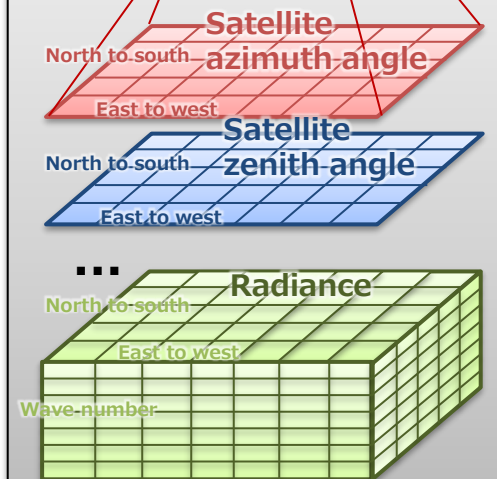 Satellite
North to south azimuth angle
East to west
Satellite
North to south zenith angle
East to west
...
Radiance
North to south
East to west
Wave-number